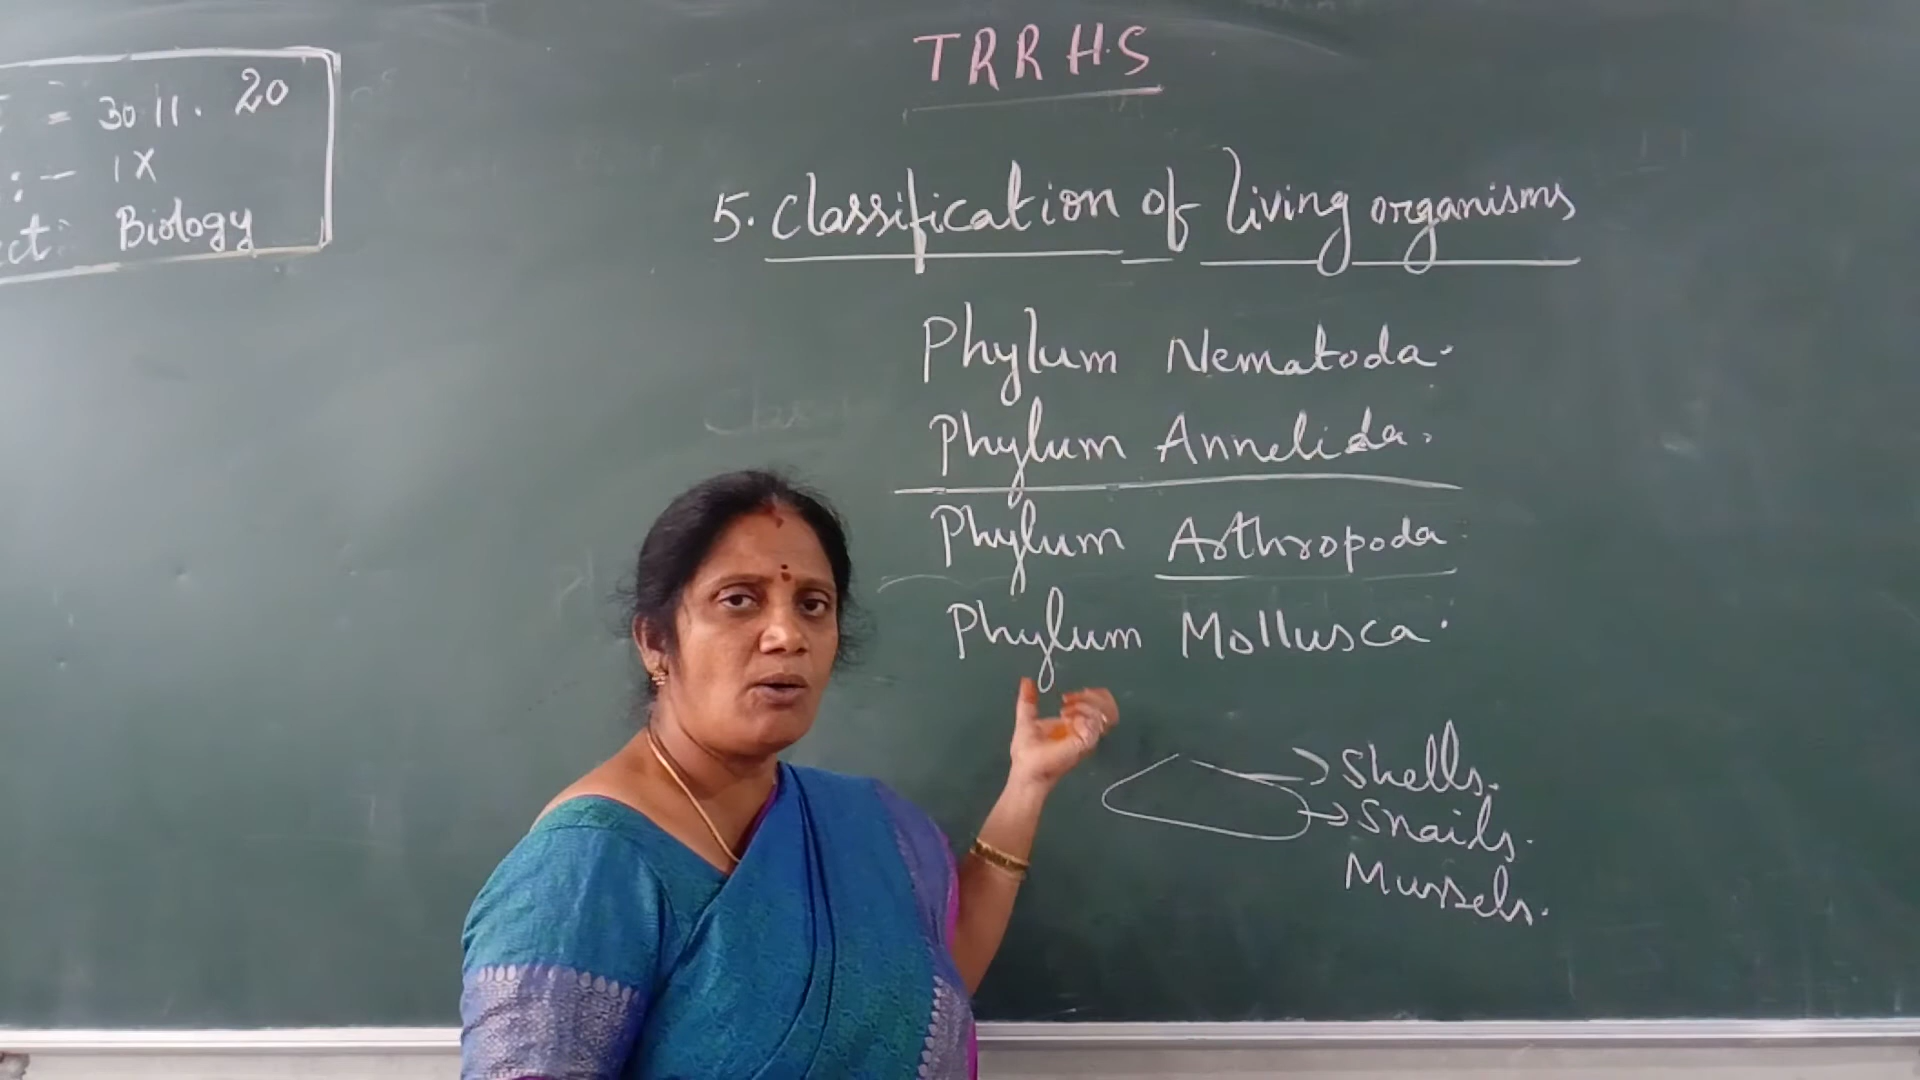 TRRHS
= 30 11. 20
:- IX
ct: Biology
5. Classification of living organisms
Phylum Nematoda.
Phylum Annelida.
Phylum Arthropoda
Phylum Mollusca.
Shells.
Snails.
Mussels.